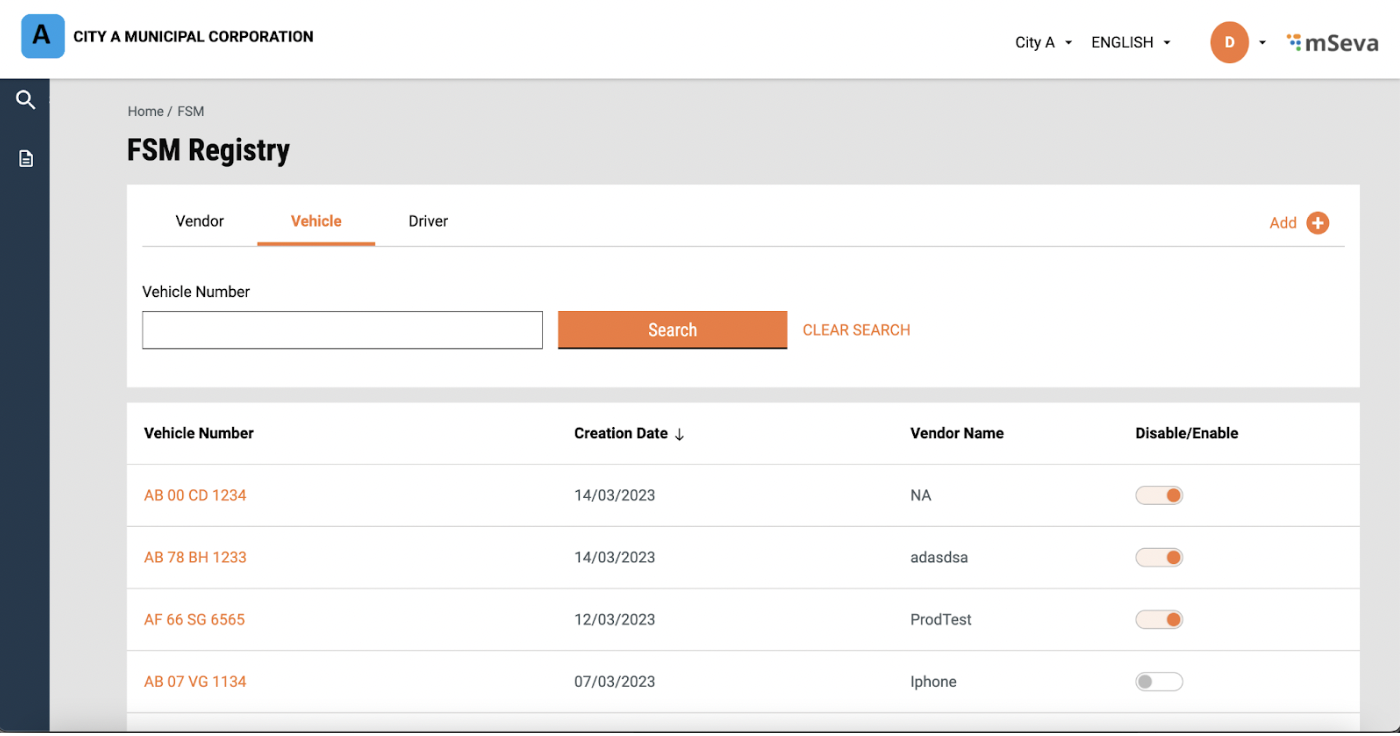 A CITY A MUNICIPAL CORPORATION City A ENGLISH D mSeva
Home / FSM
FSM Registry
Vendor Vehicle Driver Add
Vehicle Number
Search CLEAR SEARCH
Vehicle Number Creation Date ↓ Vendor Name Disable/Enable
AB 00 CD 1234 14/03/2023 NA
AB 78 BH 1233 14/03/2023 adasdsa
AF 66 SG 6565 12/03/2023 ProdTest
AB 07 VG 1134 07/03/2023 Iphone